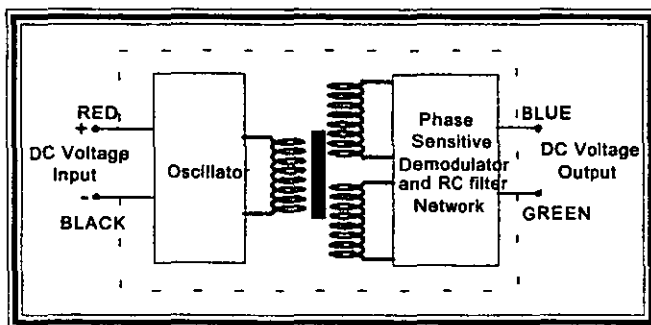 RED
+
DC Voltage
Input
-
BLACK
Oscillator
Phase
Sensitive
Demodulator
and RC filter
Network
BLUE
DC Voltage
Output
GREEN